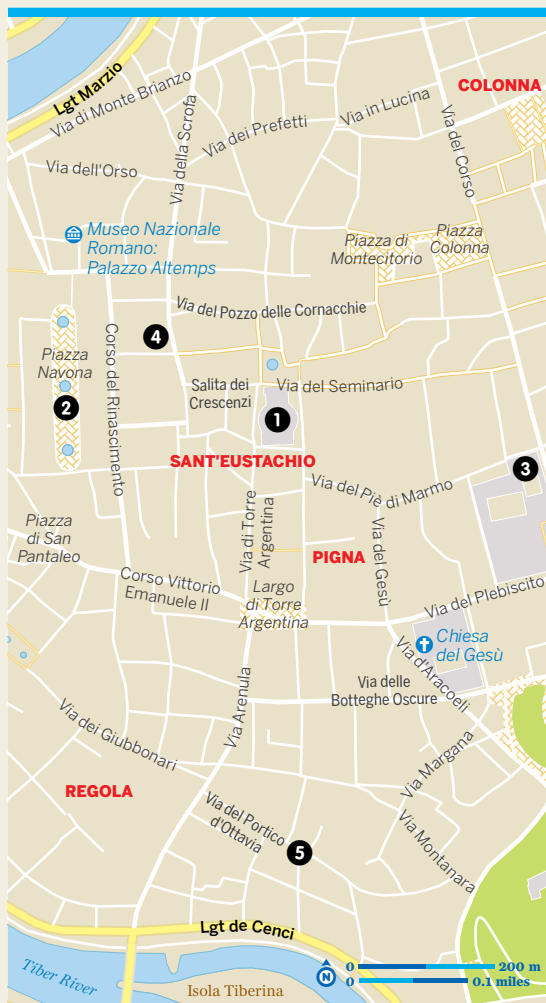 COLONNA
Lgt Marzio
Via di Monte Brianzo
Via della Scrofa
Via dei Prefetti
Via in Lucina
Via del Corso
Via dell'Orso
Museo Nazionale
Romano:
Palazzo Altemps
Piazza di
Montecitorio
Piazza
Colonna
Via del Pozzo delle Cornacchie
4
Corso del Rinascimento
Piazza
Navona
2
Salita dei
Crescenzi
Via del Seminario
1
SANT'EUSTACHIO
3
Via del Piè di Marmo
Via di Torre
Argentina
Via del Gesù
Piazza
di San
Pantaleo
PIGNA
Corso Vittorio
Emanuele II
Largo
di Torre
Argentina
Via del Plebiscito
Chiesa
del Gesù
Via d'Aracoeli
Via delle
Botteghe Oscure
Via Arenula
Via dei Giubbonari
Via Margana
REGOLA
Via del Portico
d'Ottavia
5
Via Montanara
Lgt de Cenci
Tiber River
Isola Tiberina
N
0 200 m
0 0.1 miles